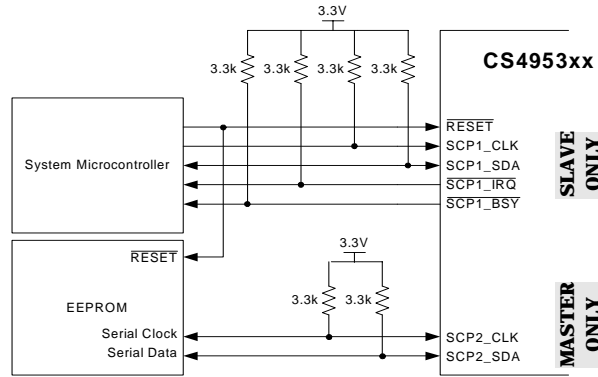 3.3V
CS4953xx
3.3k 3.3k 3.3k 3.3k
RESET
SCP1_CLK
System Microcontroller
SCP1_SDA
SCP1_IRQ
SCP1_BSY
SLAVE
ONLY
RESET
3.3V
EEPROM
3.3k 3.3k
Serial Clock
Serial Data
SCP2_CLK
SCP2_SDA
MASTER
ONLY